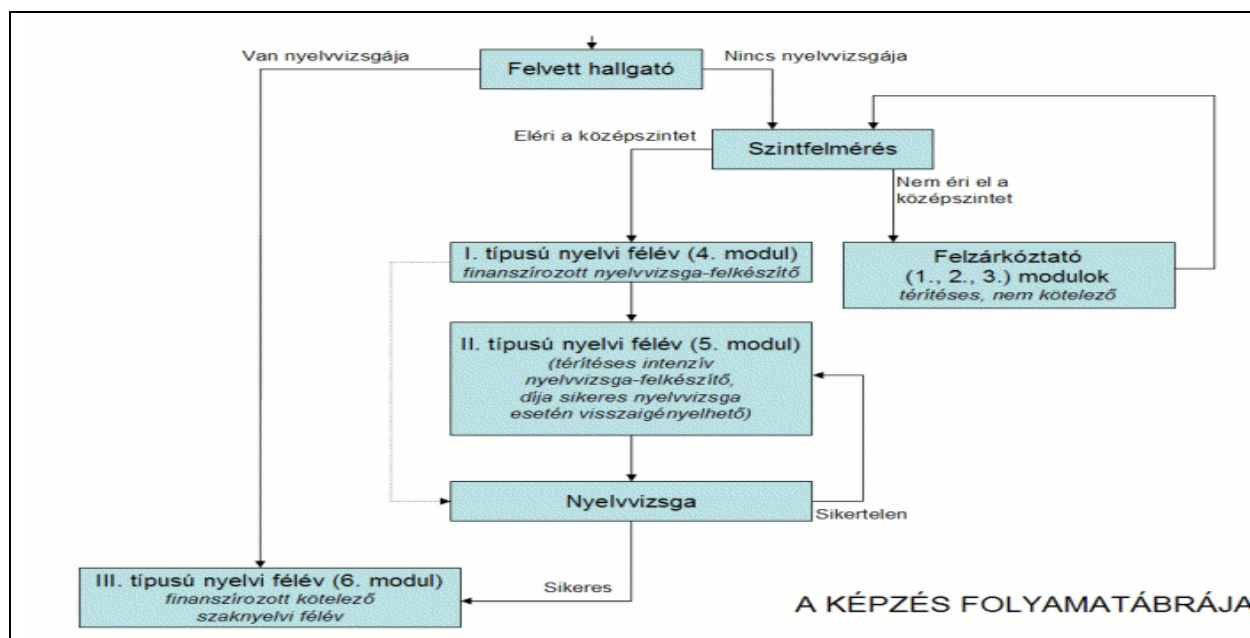 Van nyelvvizsgája
Felvett hallgató
Nincs nyelvvizsgája
Eléri a középszintet
Szintfelmérés
Nem éri el a
középszintet
I. típusú nyelvi félév (4. modul)
finanszírozott nyelvvizsga-felkészítő
Felzárkóztató
(1., 2., 3.) modulok
térítéses, nem kötelező
II. típusú nyelvi félév (5. modul)
(térítéses intenzív
nyelvvizsga-felkészítő,
díja sikeres nyelvvizsga
esetén visszaigényelhető)
Nyelvvizsga
Sikertelen
Sikeres
III. típusú nyelvi félév (6. modul)
finanszírozott kötelező
szaknyelvi félév
A KÉPZÉS FOLYAMATÁBRÁJA